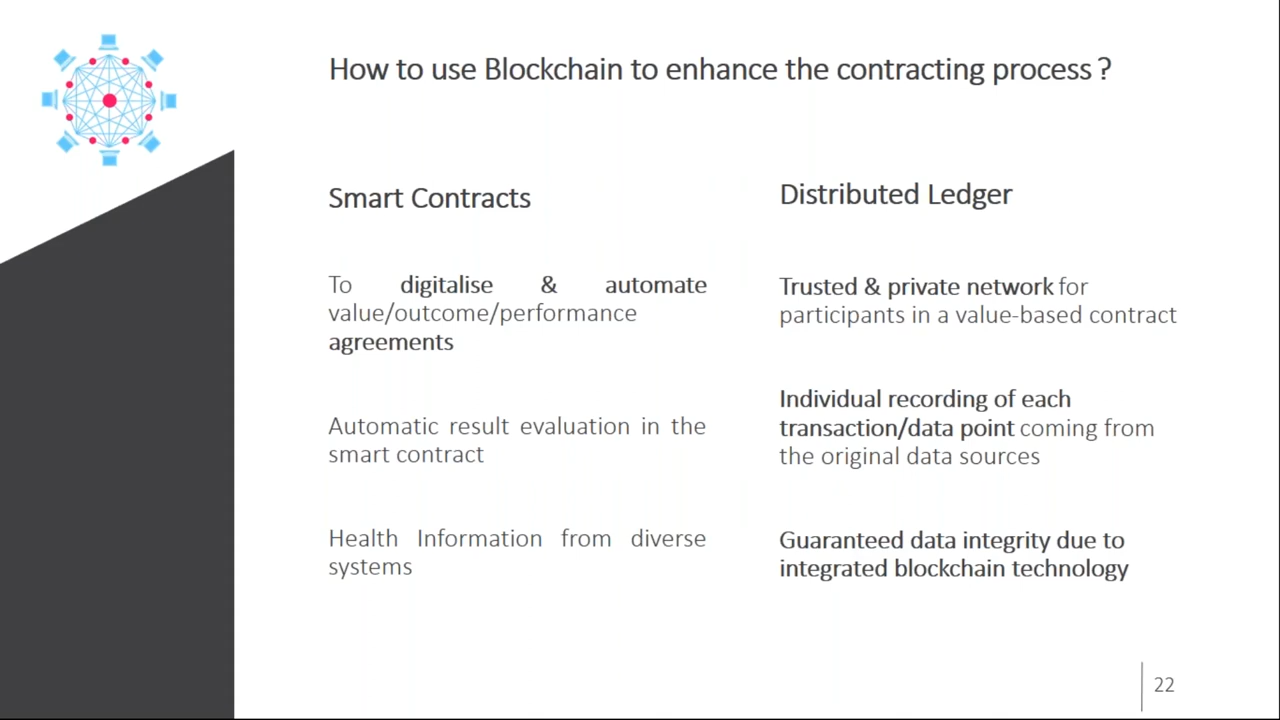 How to use Blockchain to enhance the contracting process ?
Smart Contracts
To digitalise & automate
value/outcome/performance
agreements
Automatic result evaluation in the
smart contract
Health Information from diverse
systems
Distributed Ledger
Trusted & private network for
participants in a value-based contract
Individual recording of each
transaction/data point coming from
the original data sources
Guaranteed data integrity due to
integrated blockchain technology
22